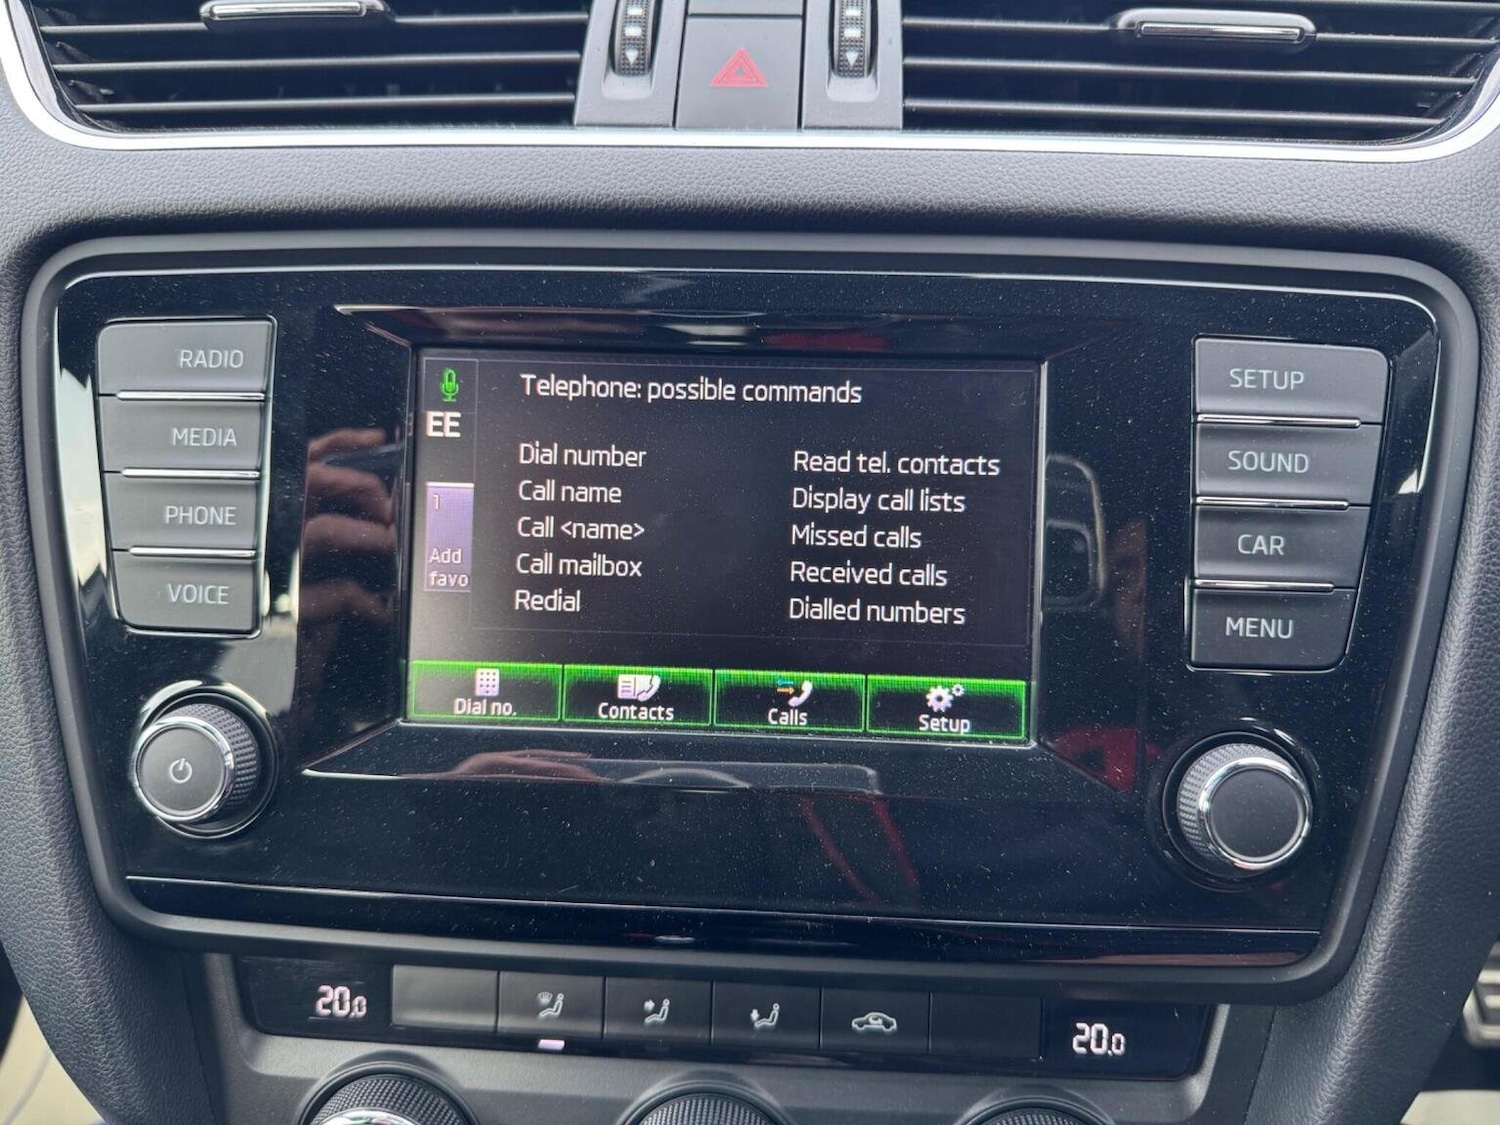 RADIO
MEDIA
PHONE
VOICE
EE
1
Add
favo
Telephone: possible commands
Dial number
Call name
Call <name>
Call mailbox
Redial
Read tel. contacts
Display call lists
Missed calls
Received calls
Dialled numbers
Dial no.
Contacts
Calls
Setup
SETUP
SOUND
CAR
MENU
20,0
20,0